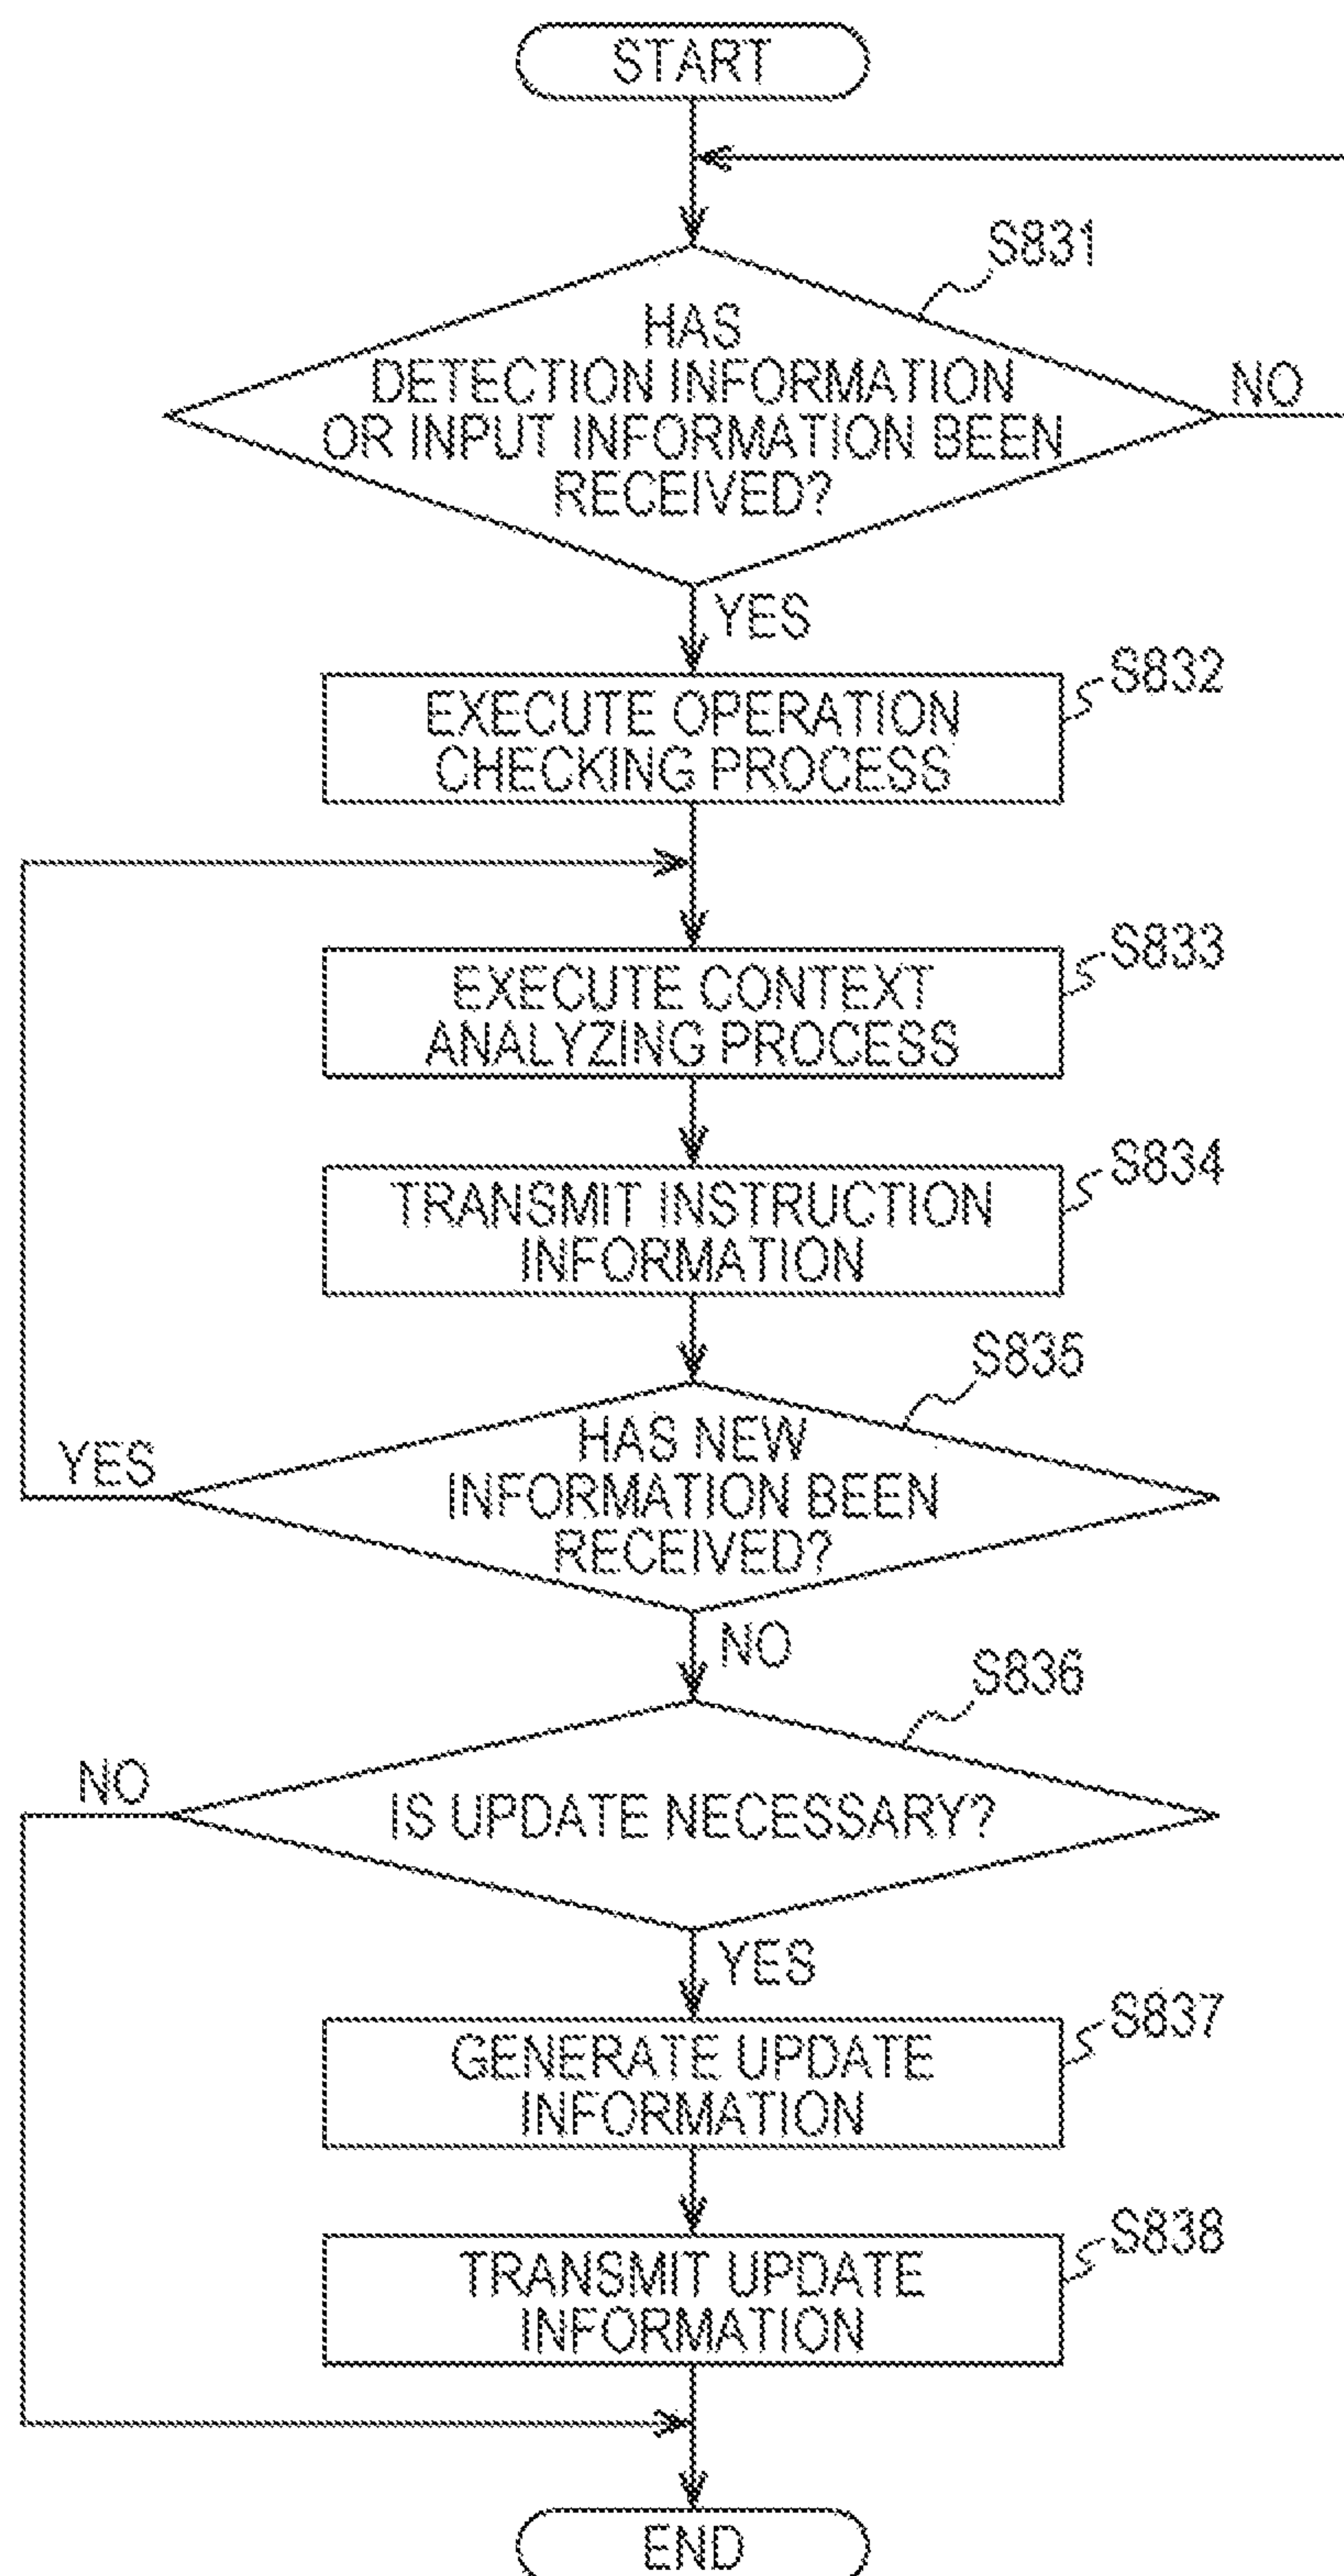 START
S831
HAS
DETECTION INFORMATION
OR INPUT INFORMATION BEEN
RECEIVED?
NO
YES
S832
EXECUTE OPERATION
CHECKING PROCESS
S833
EXECUTE CONTEXT
ANALYZING PROCESS
S834
TRANSMIT INSTRUCTION
INFORMATION
S835
HAS NEW
INFORMATION BEEN
RECEIVED?
YES
NO
S836
NO
IS UPDATE NECESSARY?
YES
S837
GENERATE UPDATE
INFORMATION
S838
TRANSMIT UPDATE
INFORMATION
END